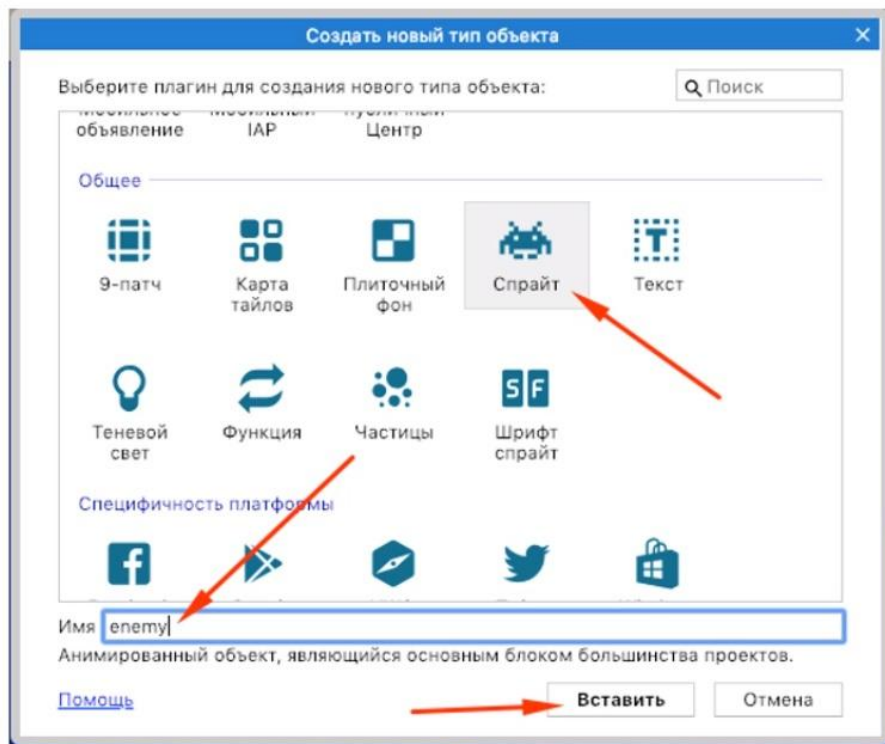 Создать новый тип объекта
Выберите плагин для создания нового типа объекта:
Поиск
объявление IAP Центр
Общее
9-патч Карта Плиточный Спрайт Текст
тайлов фон
SF
Теневой Функция Частицы Шрифт
свет спрайт
Специфичность платформы
Имя enemy
Анимированный объект, являющийся основным блоком большинства проектов.
Помощь Вставить Отмена